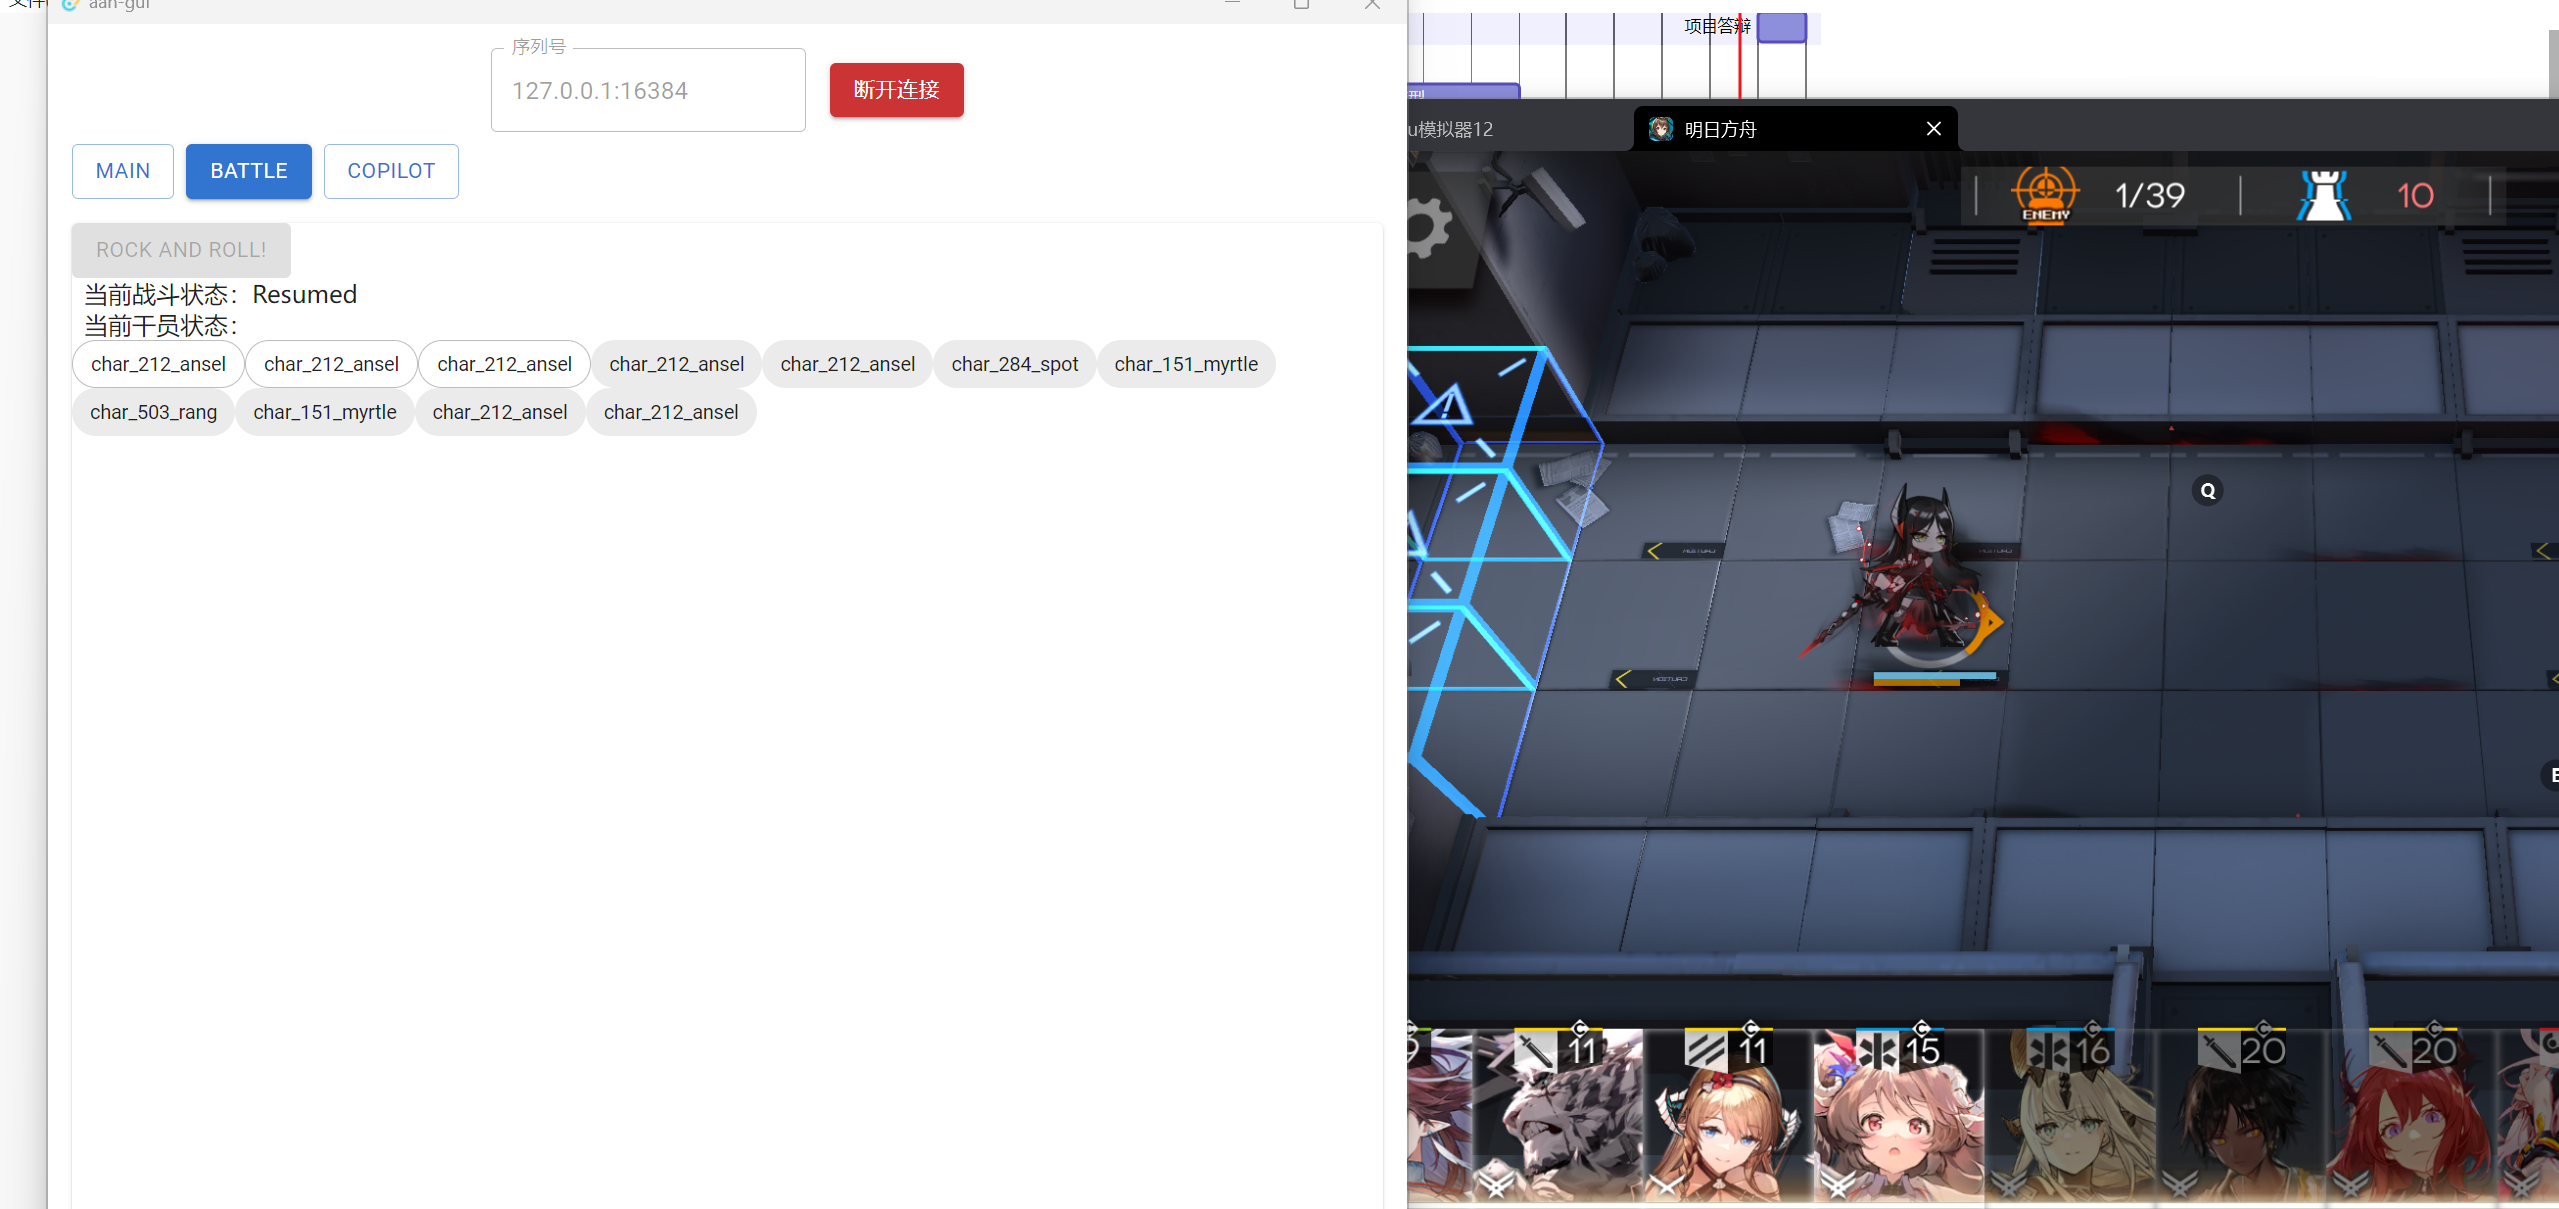 aah-gui
序列号
127.0.0.1:16384
断开连接
MAIN
BATTLE
COPILOT
ROCK AND ROLL!
当前战斗状态：Resumed
当前干员状态：
char_212_ansel
char_212_ansel
char_212_ansel
char_212_ansel
char_212_ansel
char_284_spot
char_151_myrtle
char_503_rang
char_151_myrtle
char_212_ansel
char_212_ansel
项目答辩
型
u模拟器12
明日方舟
ENEMY
1/39
10
Q
E
9
11
11
15
16
20
20